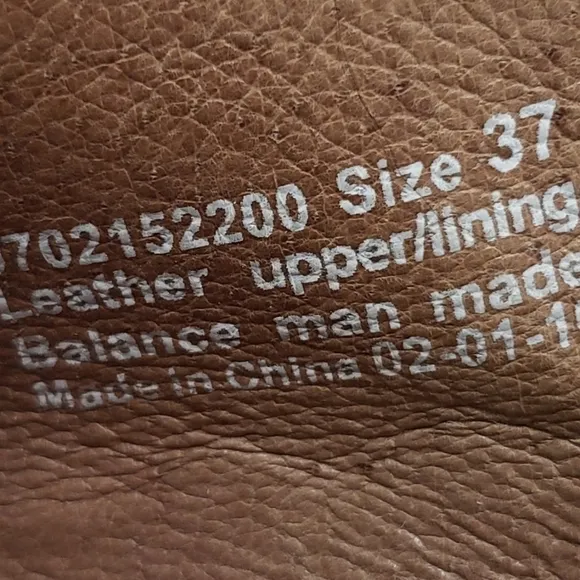 702152200 Size 37
Leather upper/lining
Balance man made
Made in China 02-01-1